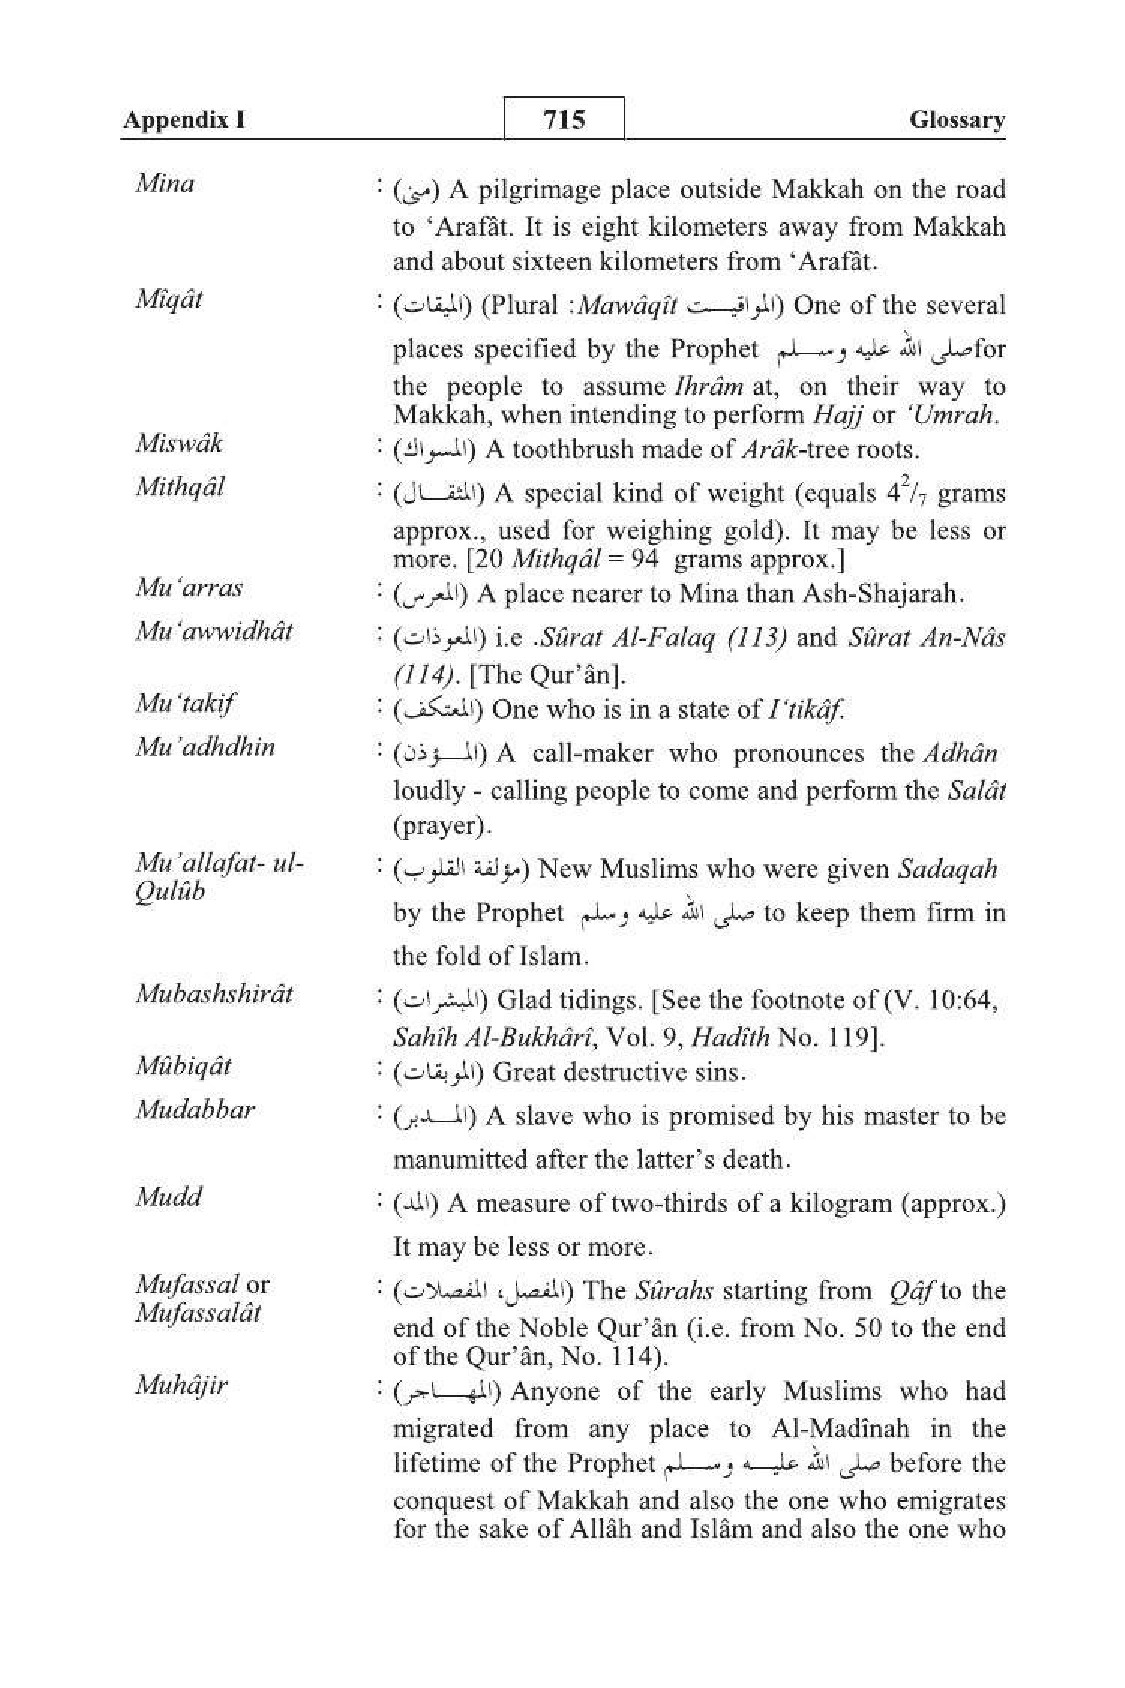 Appendix I 715 Glossary
Mina : (منى) A pilgrimage place outside Makkah on the road
to ‘Arafât. It is eight kilometers away from Makkah
and about sixteen kilometers from ‘Arafât.
Mîqât : (الميقات) (Plural :Mawâqît المواقيـــت) One of the several
places specified by the Prophet صلى الله عليه وســلمfor
the people to assume Ihrâm at, on their way to
Makkah, when intending to perform Hajj or ‘Umrah.
Miswâk : (المسواك) A toothbrush made of Arâk-tree roots.
Mithqâl : (المثقـــال) A special kind of weight (equals 4²/₇ grams
approx., used for weighing gold). It may be less or
more. [20 Mithqâl = 94 grams approx.]
Mu‘arras : (المعرس) A place nearer to Mina than Ash-Shajarah.
Mu‘awwidhât : (المعوذات) i.e .Sûrat Al-Falaq (113) and Sûrat An-Nâs
(114). [The Qur’ân].
Mu‘takif : (المعتكف) One who is in a state of I‘tikâf.
Mu’adhdhin : (المـــؤذن) A call-maker who pronounces the Adhân
loudly - calling people to come and perform the Salât
(prayer).
Mu’allafat- ul- : (مؤلفة القلوب) New Muslims who were given Sadaqah
Qulûb
by the Prophet صلى الله عليه وسلم to keep them firm in
the fold of Islam.
Mubashshirât : (المبشرات) Glad tidings. [See the footnote of (V. 10:64,
Sahîh Al-Bukhârî, Vol. 9, Hadîth No. 119].
Mûbiqât : (الموبقات) Great destructive sins.
Mudabbar : (المـــدبر) A slave who is promised by his master to be
manumitted after the latter’s death.
Mudd : (المد) A measure of two-thirds of a kilogram (approx.)
It may be less or more.
Mufassal or : (المفصل، المفصلات) The Sûrahs starting from Qâf to the
Mufassalât
end of the Noble Qur’ân (i.e. from No. 50 to the end
of the Qur’ân, No. 114).
Muhâjir : (المهـــاجر) Anyone of the early Muslims who had
migrated from any place to Al-Madînah in the
lifetime of the Prophet صلى الله عليـــه وســـلم before the
conquest of Makkah and also the one who emigrates
for the sake of Allâh and Islâm and also the one who